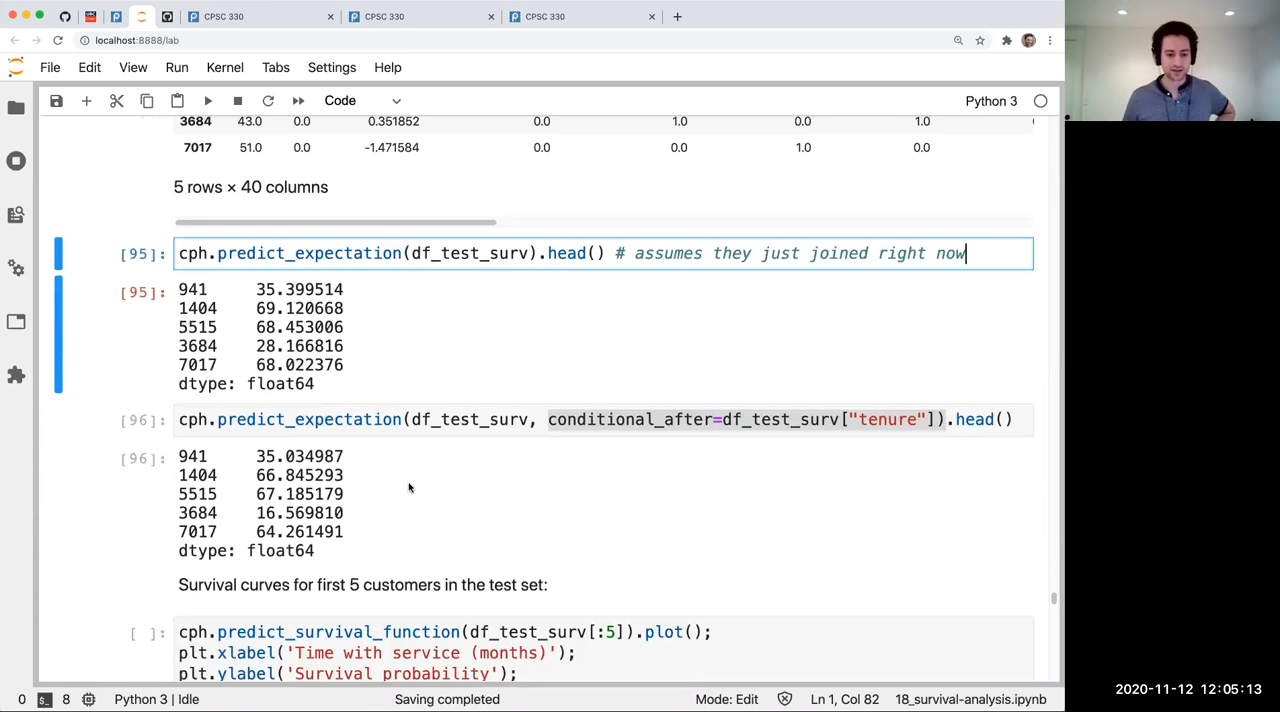 CPSC 330
CPSC 330
CPSC 330
localhost:8888/lab
File Edit View Run Kernel Tabs Settings Help
Code
Python 3
3684 43.0 0.0 0.351852 0.0 1.0 0.0 1.0
7017 51.0 0.0 -1.471584 0.0 0.0 1.0 0.0
5 rows × 40 columns
[95]: cph.predict_expectation(df_test_surv).head() # assumes they just joined right now
[95]: 941 35.399514
1404 69.120668
5515 68.453006
3684 28.166816
7017 68.022376
dtype: float64
[96]: cph.predict_expectation(df_test_surv, conditional_after=df_test_surv["tenure"]).head()
[96]: 941 35.034987
1404 66.845293
5515 67.185179
3684 16.569810
7017 64.261491
dtype: float64
Survival curves for first 5 customers in the test set:
[ ]: cph.predict_survival_function(df_test_surv[:5]).plot();
plt.xlabel('Time with service (months)');
plt.ylabel('Survival probability');
0 8 Python 3 | Idle Saving completed Mode: Edit Ln 1, Col 82 18_survival-analysis.ipynb
2020-11-12 12:05:13